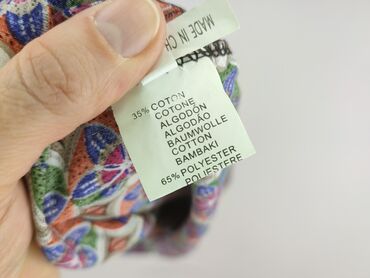 MADE IN CH
35% COTON
COTONE
ALGODÓN
ALGODÃO
BAUMWOLLE
COTTON
BAMBAKI
65% POLYESTER
POLIESTERE